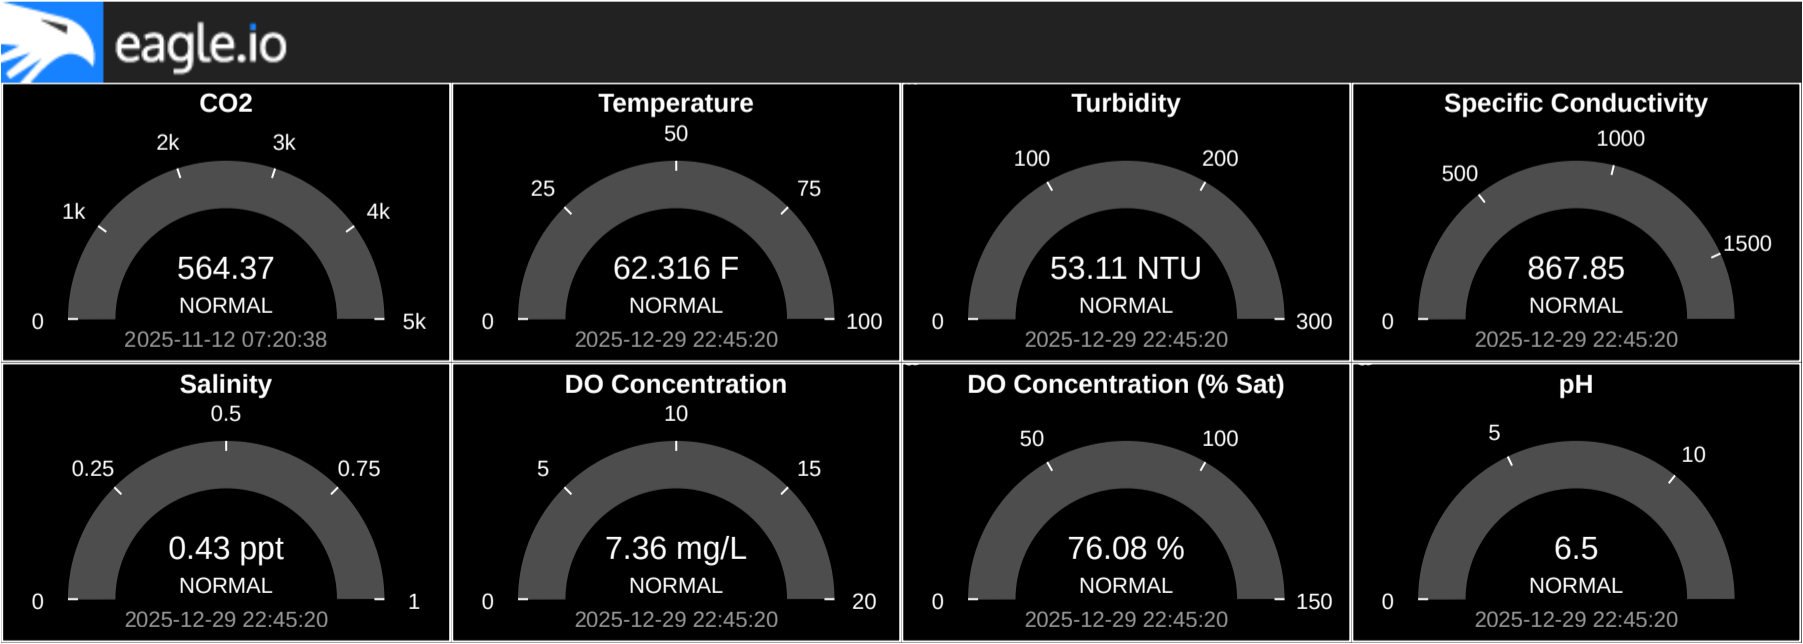 eagle.io
CO2
2k
3k
1k
4k
564.37
NORMAL
0
5k
2025-11-12 07:20:38
Temperature
50
25
75
62.316 F
NORMAL
0
100
2025-12-29 22:45:20
Turbidity
100
200
53.11 NTU
NORMAL
0
300
2025-12-29 22:45:20
Specific Conductivity
1000
500
1500
867.85
NORMAL
0
2025-12-29 22:45:20
Salinity
0.5
0.25
0.75
0.43 ppt
NORMAL
0
1
2025-12-29 22:45:20
DO Concentration
10
5
15
7.36 mg/L
NORMAL
0
20
2025-12-29 22:45:20
DO Concentration (% Sat)
50
100
76.08 %
NORMAL
0
150
2025-12-29 22:45:20
pH
5
10
6.5
NORMAL
0
2025-12-29 22:45:20